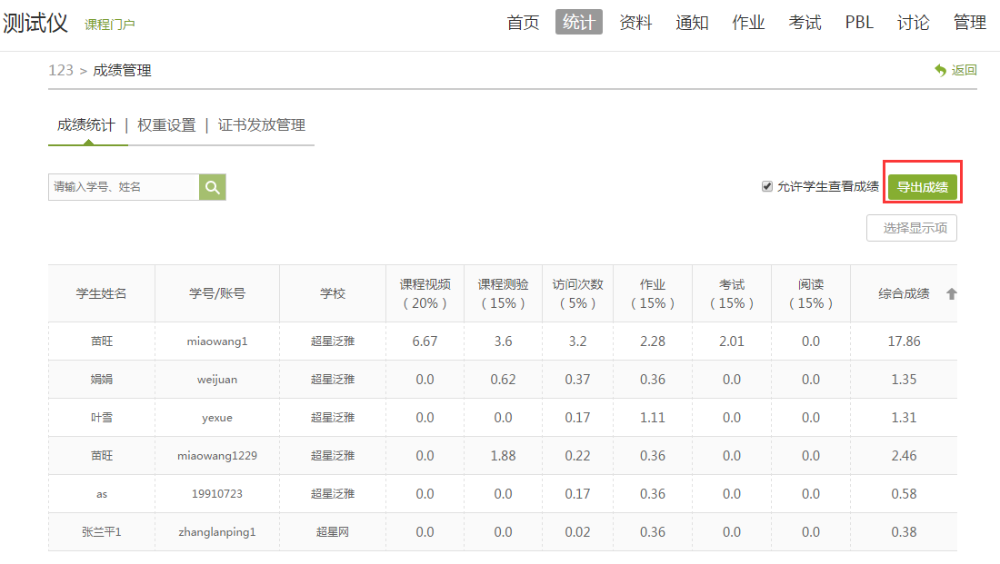 测试仪 课程门户 首页 统计 资料 通知 作业 考试 PBL 讨论 管理
123 > 成绩管理 返回
成绩统计 | 权重设置 | 证书发放管理
请输入学号、姓名 允许学生查看成绩 导出成绩
选择显示项
学生姓名 学号/账号 学校 课程视频 (20%) 课程测验 (15%) 访问次数 (5%) 作业 (15%) 考试 (15%) 阅读 (15%) 综合成绩
苗旺 miaowang1 超星泛雅 6.67 3.6 3.2 2.28 2.01 0.0 17.86
娟娟 weijuan 超星泛雅 0.0 0.62 0.37 0.36 0.0 0.0 1.35
叶雪 yexue 超星泛雅 0.0 0.0 0.17 1.11 0.0 0.0 1.31
苗旺 miaowang1229 超星泛雅 0.0 1.88 0.22 0.36 0.0 0.0 2.46
as 19910723 超星泛雅 0.0 0.0 0.17 0.36 0.0 0.0 0.58
张兰平1 zhanglanping1 超星网 0.0 0.0 0.02 0.36 0.0 0.0 0.38